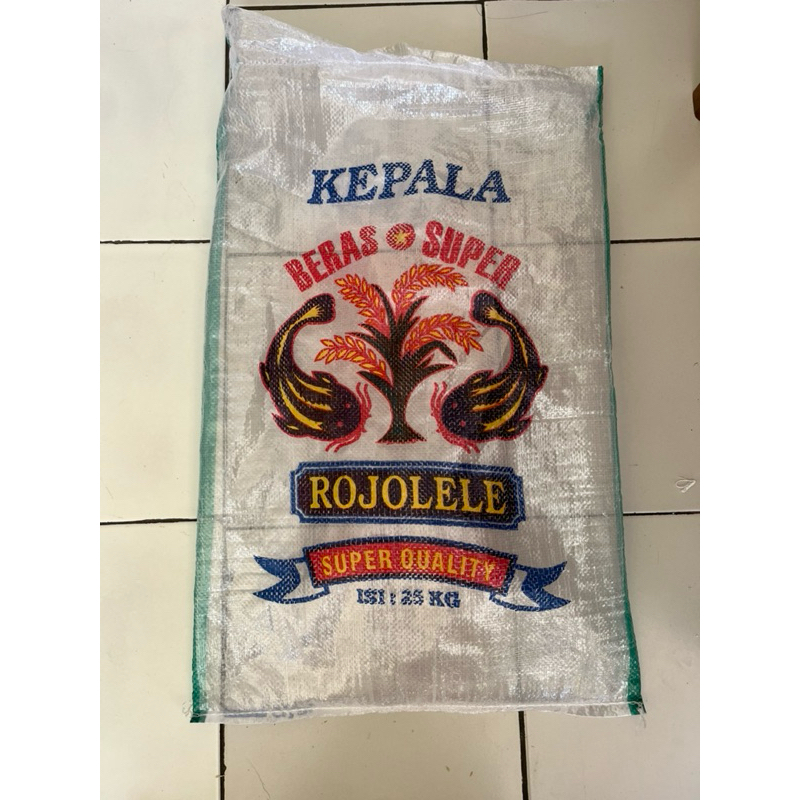 KEPALA
BERAS SUPER
ROJOLELE
SUPER QUALITY
ISI : 25 KG